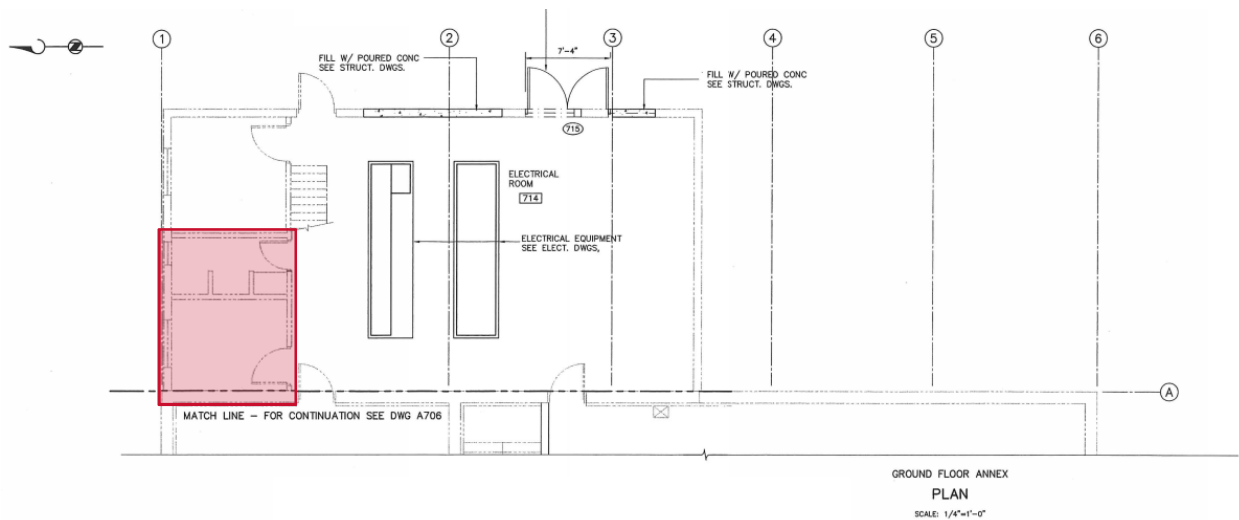 1
2
3
4
5
6
7'-4"
FILL W/ POURED CONC
SEE STRUCT. DWGS.
FILL W/ POURED CONC
SEE STRUCT. DWGS.
715
ELECTRICAL
ROOM
714
ELECTRICAL EQUIPMENT
SEE ELECT. DWGS,
A
MATCH LINE – FOR CONTINUATION SEE DWG A706
GROUND FLOOR ANNEX
PLAN
SCALE: 1/4"=1'-0"